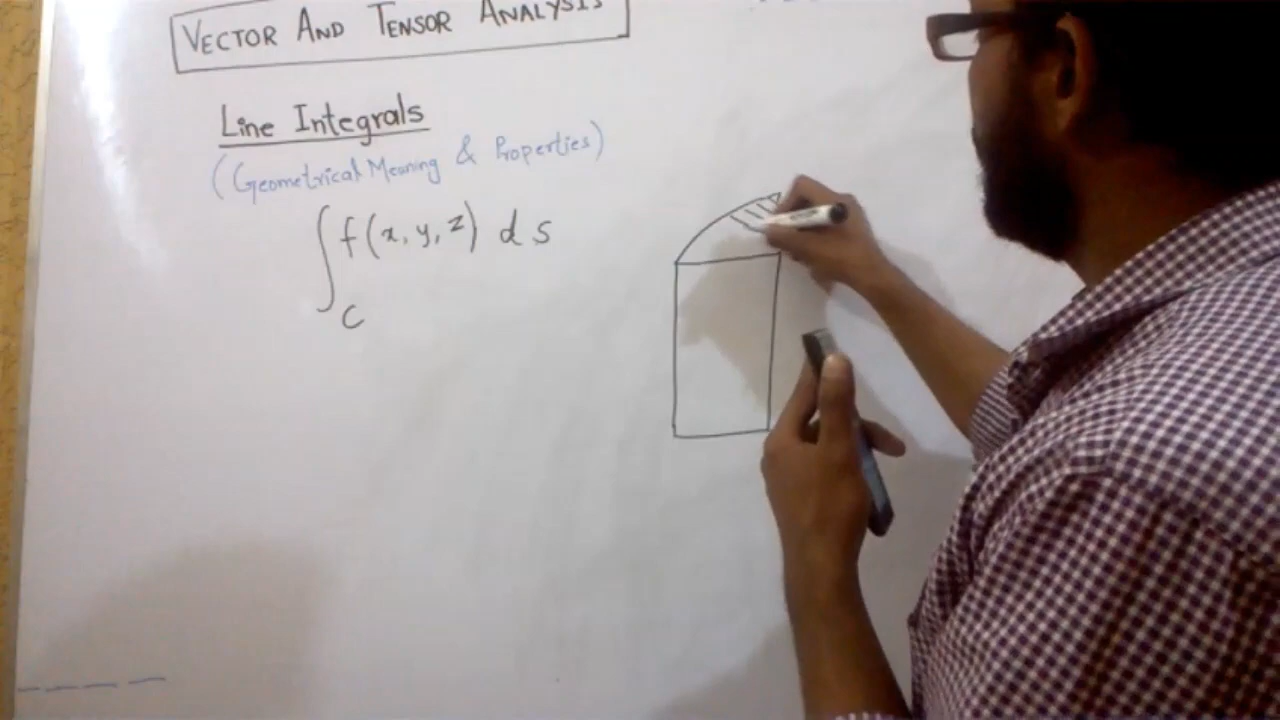 VECTOR AND TENSOR ANALYSIS
Line Integrals
(Geometrical Meaning & Properties)
∫ f(x, y, z) ds
C